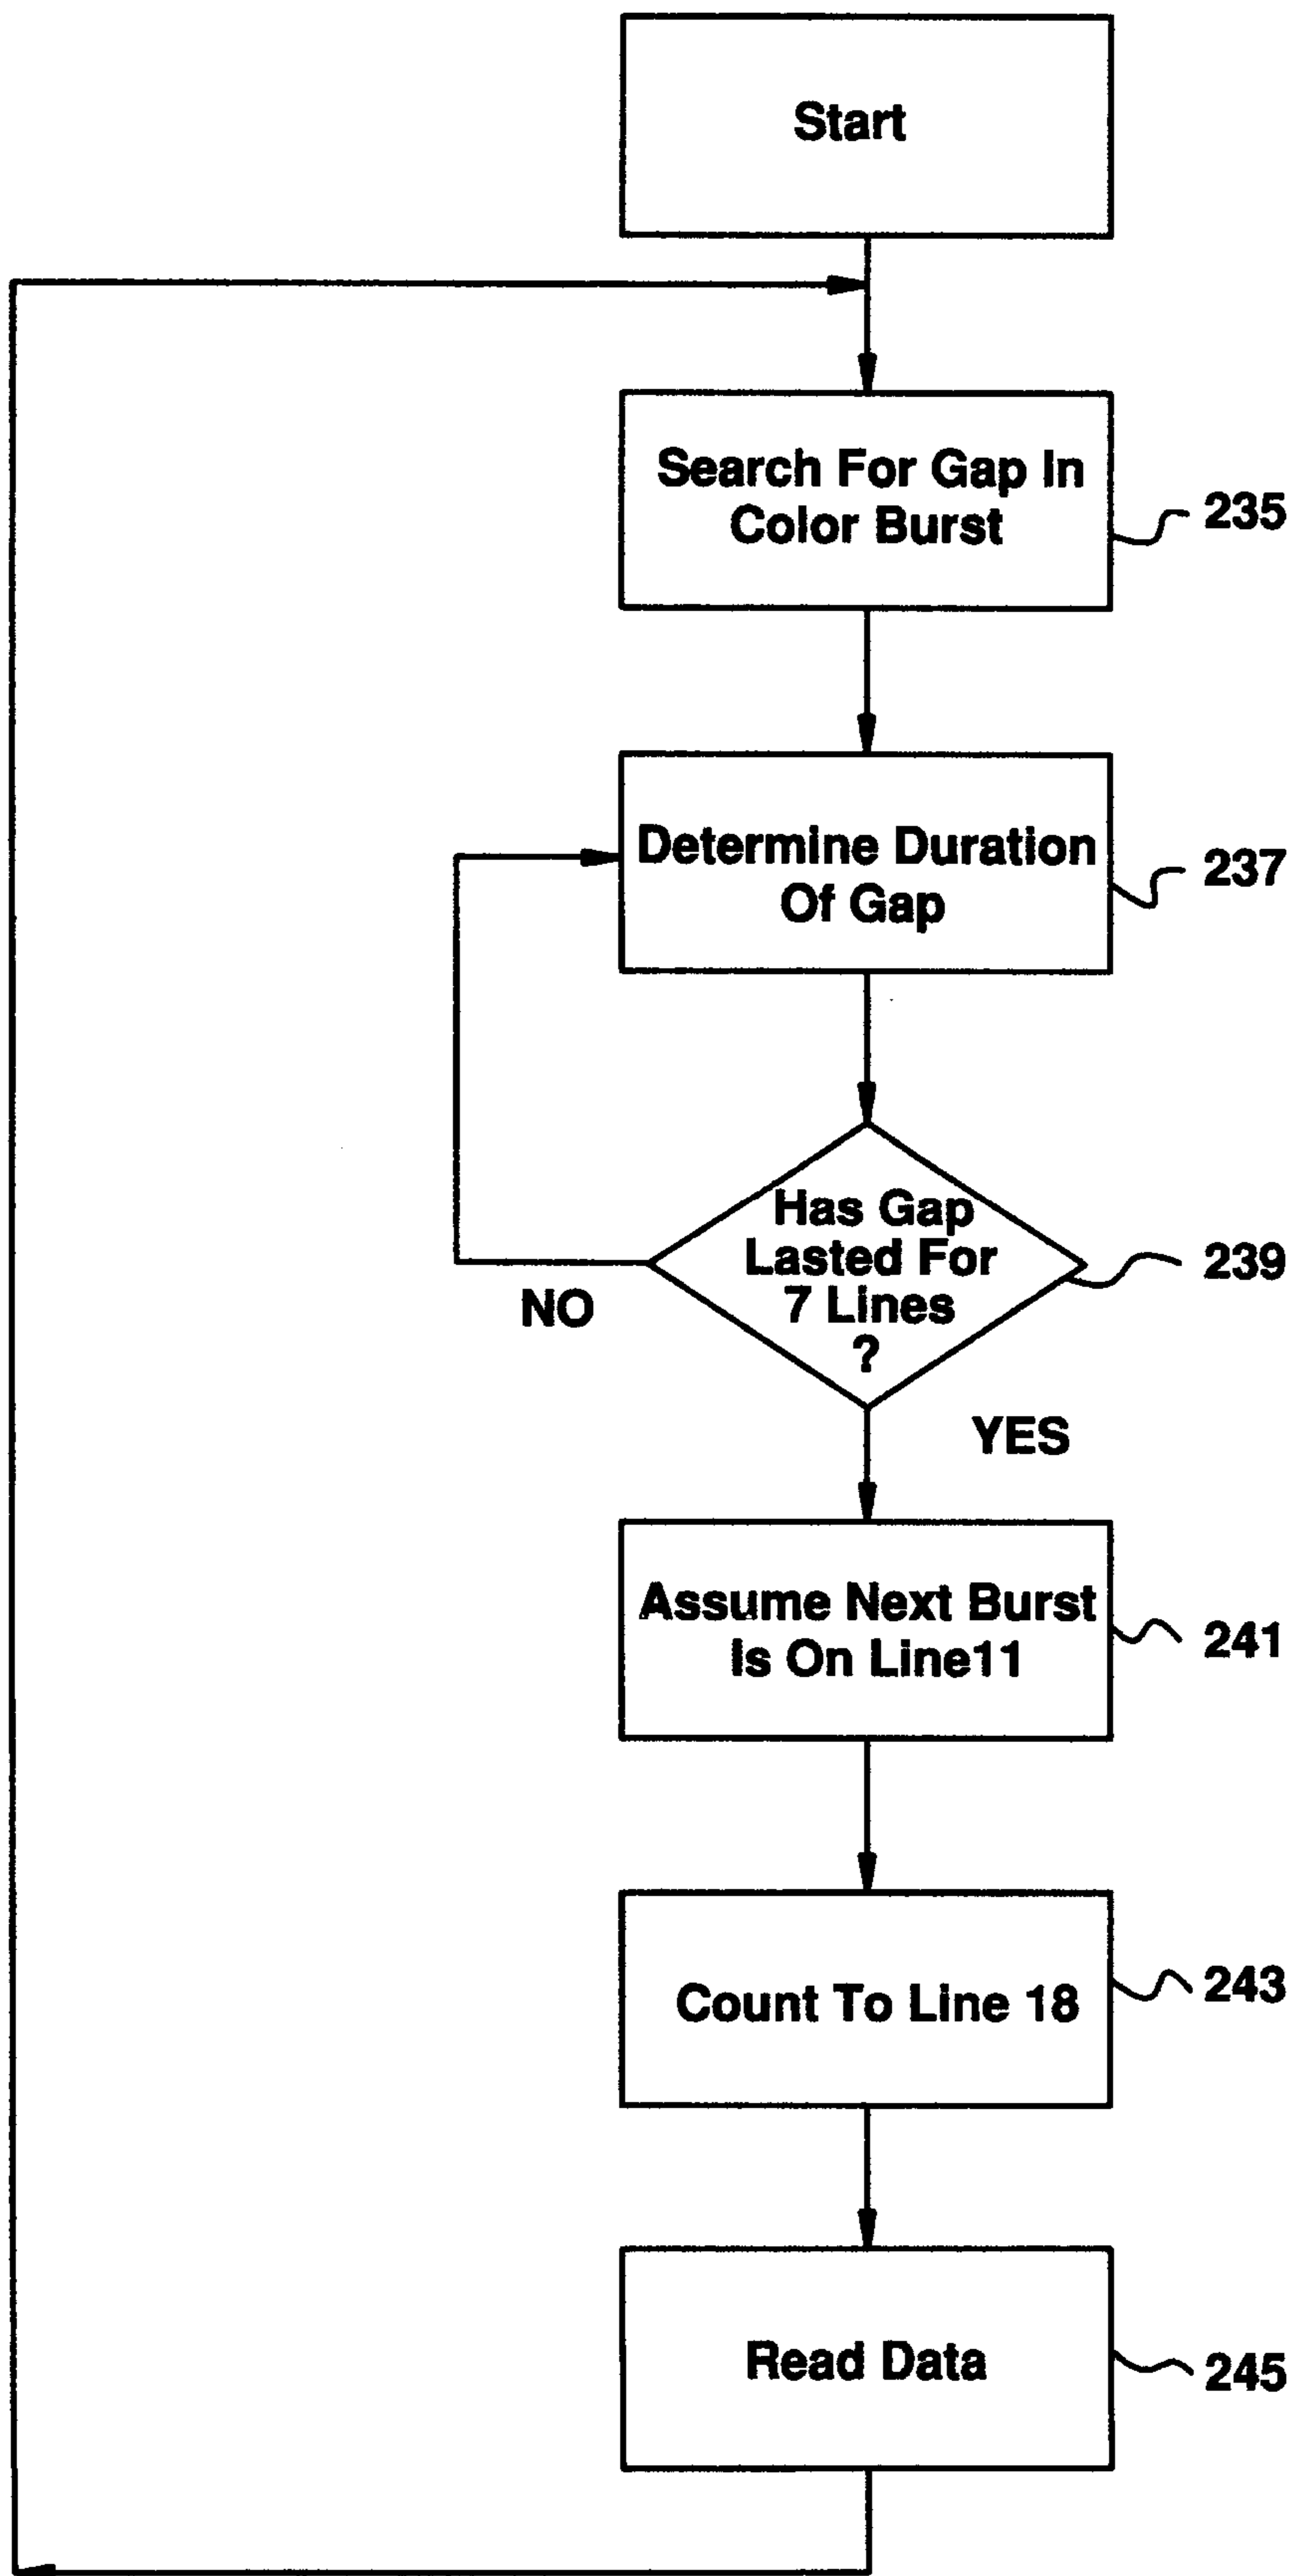 Start
Search For Gap In
Color Burst
235
Determine Duration
Of Gap
237
Has Gap
Lasted For
7 Lines
?
239
NO
YES
Assume Next Burst
Is On Line11
241
Count To Line 18
243
Read Data
245